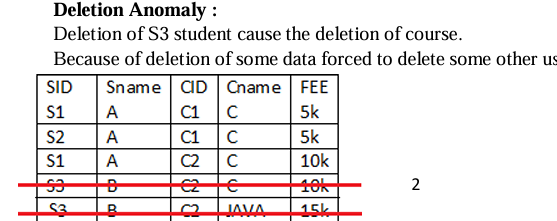 Deletion Anomaly :
Deletion of S3 student cause the deletion of course.
Because of deletion of some data forced to delete some other us
SID Sname CID Cname FEE
S1 A C1 C 5k
S2 A C1 C 5k
S1 A C2 C 10k
S3 B C2 C 10k
2
S3 B C2 JAVA 15k